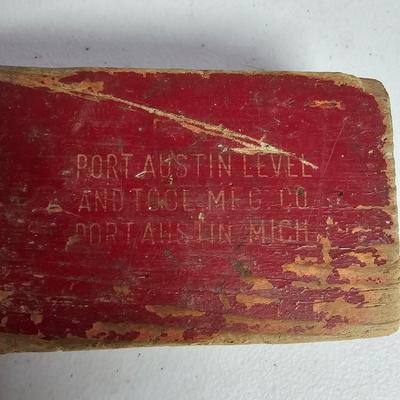 PORT AUSTIN LEVEL
AND TOOL MFG. CO.
PORT AUSTIN, MICH.